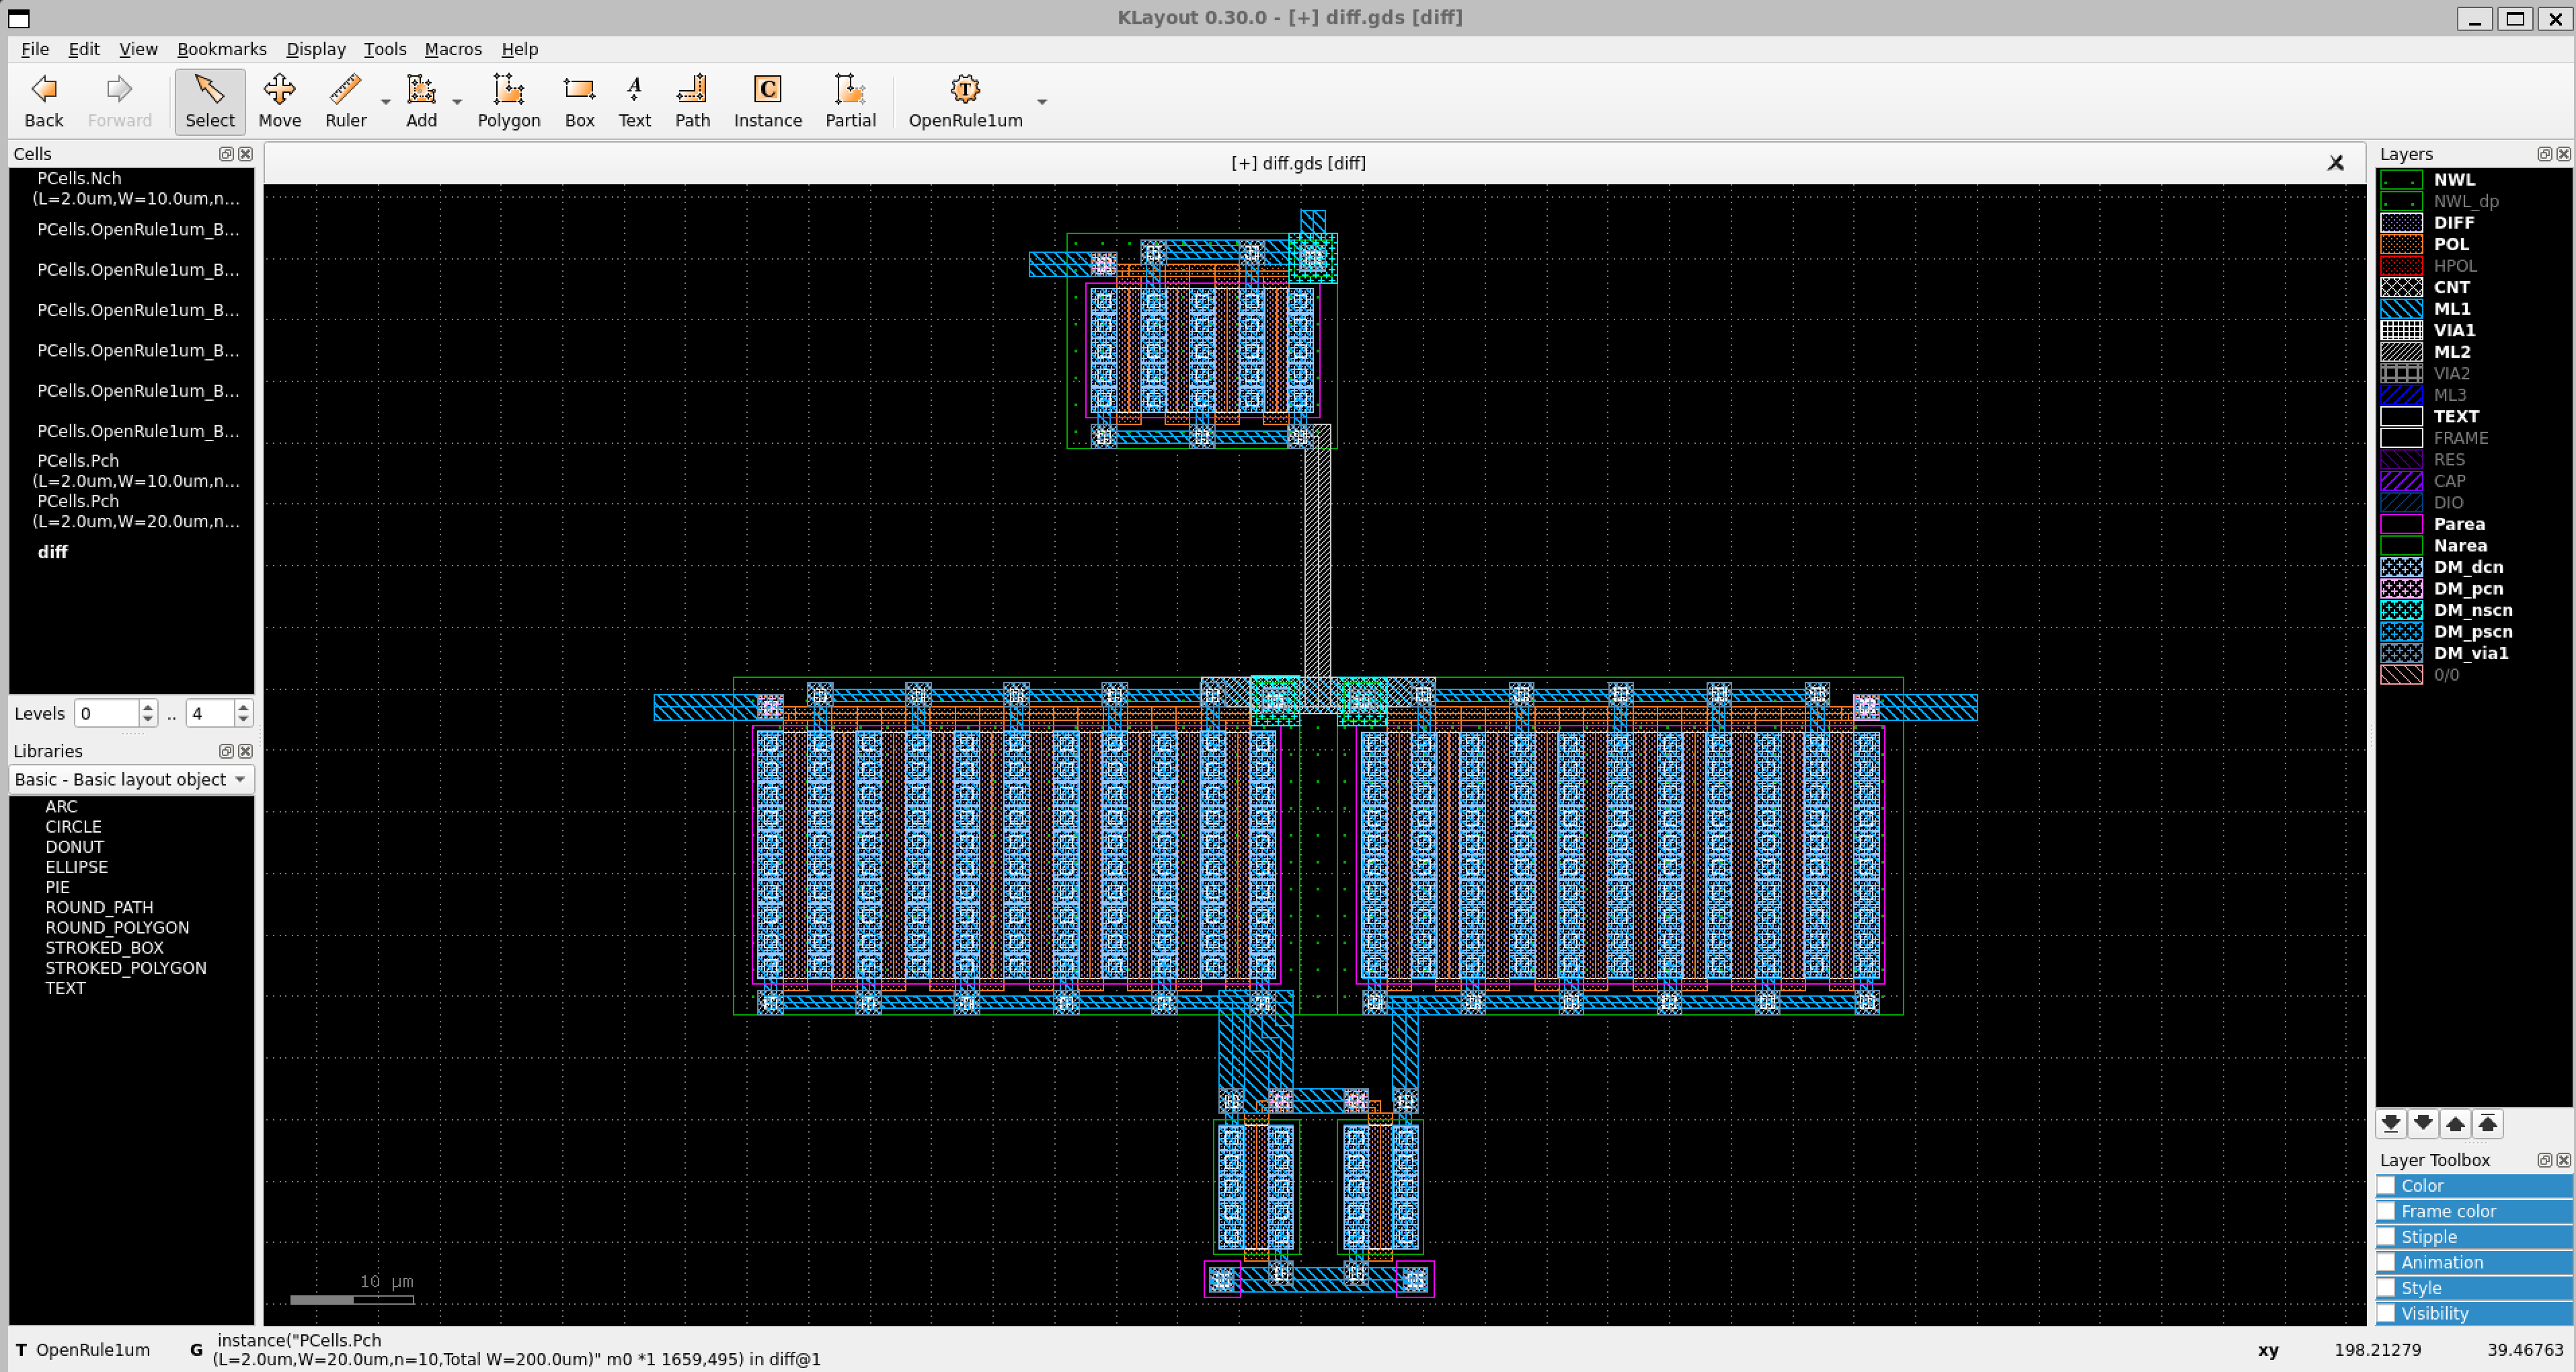 KLayout 0.30.0 - [+] diff.gds [diff]
File Edit View Bookmarks Display Tools Macros Help
Back Forward Select Move Ruler Add Polygon Box Text Path Instance Partial OpenRule1um
Cells
PCells.Nch
(L=2.0um,W=10.0um,n...
PCells.OpenRule1um_B...
PCells.OpenRule1um_B...
PCells.OpenRule1um_B...
PCells.OpenRule1um_B...
PCells.OpenRule1um_B...
PCells.OpenRule1um_B...
PCells.Pch
(L=2.0um,W=10.0um,n...
PCells.Pch
(L=2.0um,W=20.0um,n...
diff
Levels 0 .. 4
Libraries
Basic - Basic layout object
ARC
CIRCLE
DONUT
ELLIPSE
PIE
ROUND_PATH
ROUND_POLYGON
STROKED_BOX
STROKED_POLYGON
TEXT
[+] diff.gds [diff]
10 µm
Layers
NWL
NWL_dp
DIFF
POL
HPOL
CNT
ML1
VIA1
ML2
VIA2
ML3
TEXT
FRAME
RES
CAP
DIO
Parea
Narea
DM_dcn
DM_pcn
DM_nscn
DM_pscn
DM_via1
0/0
Layer Toolbox
Color
Frame color
Stipple
Animation
Style
Visibility
T OpenRule1um G instance("PCells.Pch
(L=2.0um,W=20.0um,n=10,Total W=200.0um)" m0 *1 1659,495) in diff@1
xy 198.21279 39.46763